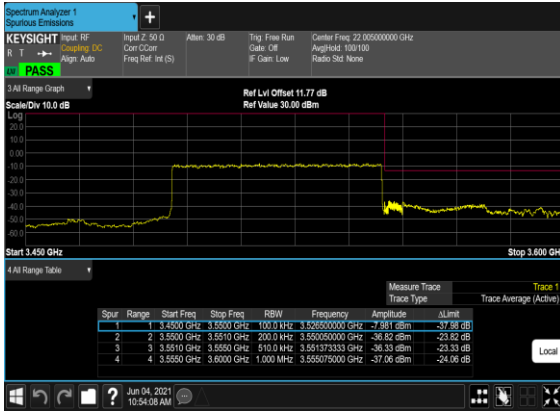 Spectrum Analyzer 1
Spurious Emissions
+
KEYSIGHT Input: RF Input Z: 50 Ω Atten: 30 dB Trig: Free Run Center Freq: 22.005000000 GHz
R T Coupling: DC Corr CCorr Gate: Off Avg|Hold: 100/100
Align: Auto Freq Ref: Int (S) IF Gain: Low Radio Std: None
PASS
3 All Range Graph
Ref Lvl Offset 11.77 dB
Scale/Div 10.0 dB Ref Value 30.00 dBm
Log
20.0
10.0
0.00
-10.0
-20.0
-30.0
-40.0
-50.0
-60.0
Start 3.450 GHz Stop 3.600 GH
4 All Range Table
Measure Trace Trace 1
Trace Type Trace Average (Active)
Spur Range Start Freq Stop Freq RBW Frequency Amplitude ΔLimit
1 1 3.4500 GHz 3.5500 GHz 100.0 kHz 3.526500000 GHz -7.981 dBm -37.98 dB
2 2 3.5500 GHz 3.5510 GHz 200.0 kHz 3.550050000 GHz -36.82 dBm -23.82 dB
3 3 3.5510 GHz 3.5550 GHz 510.0 kHz 3.551373333 GHz -36.33 dBm -23.33 dB
4 4 3.5550 GHz 3.6000 GHz 1.000 MHz 3.555075000 GHz -37.06 dBm -24.06 dB
Local
? Jun 04, 2021
10:54:08 AM